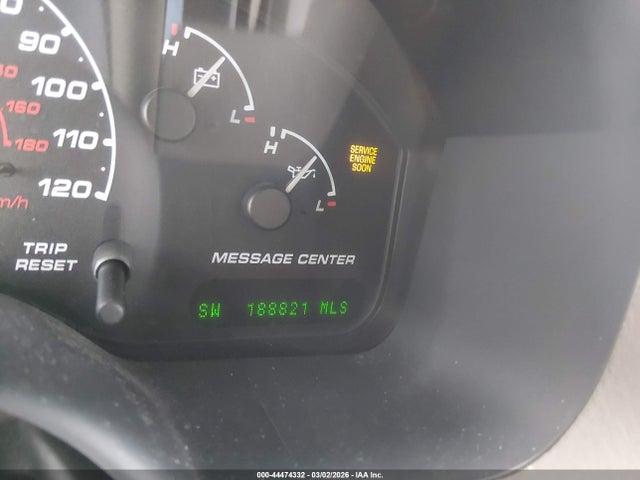 90
100
110
120
160
180
m/h
H
L
H
L
SERVICE
ENGINE
SOON
TRIP
RESET
MESSAGE CENTER
SW 188821 MLS
000-44474332 | 03/02/2026 - IAA Inc.